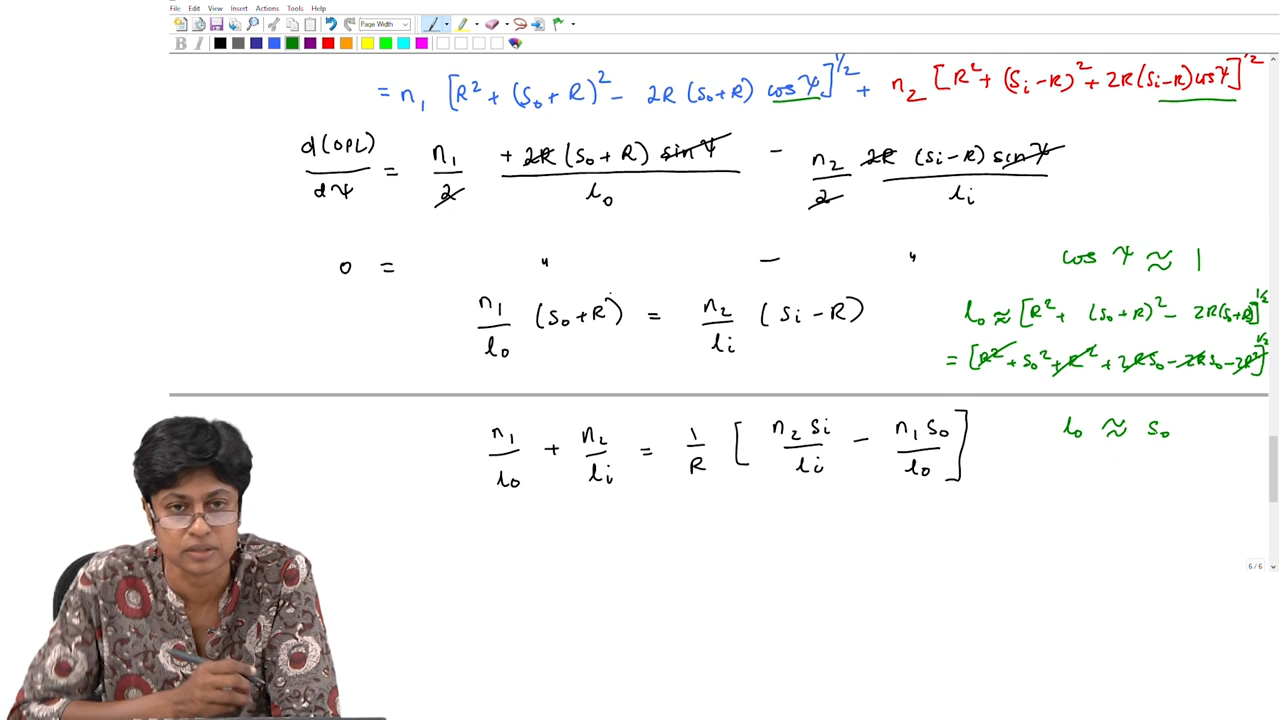 File Edit View Insert Actions Tools Help
Page Width
B I
= n₁ [R² + (S₀ + R)² − 2R (S₀ + R) cos ψ]^1/2 + n₂ [R² + (Sᵢ − R)² + 2R (Sᵢ − R) cos ψ]^1/2
d(OPL)/dψ = n₁/2 +2R (S₀ + R) sin ψ / l₀ − n₂/2 2R (Sᵢ − R) sin ψ / lᵢ
0 = " − " cos ψ ≈ 1
n₁/l₀ (S₀ + R) = n₂/lᵢ (Sᵢ − R) l₀ ≈ [R² + (S₀ + R)² − 2R(S₀ + R)]^1/2
= [R² + S₀² + R² + 2RS₀ − 2RS₀ − 2R²]^1/2
n₁/l₀ + n₂/lᵢ = 1/R [n₂Sᵢ/lᵢ − n₁S₀/l₀] l₀ ≈ S₀
6 / 6